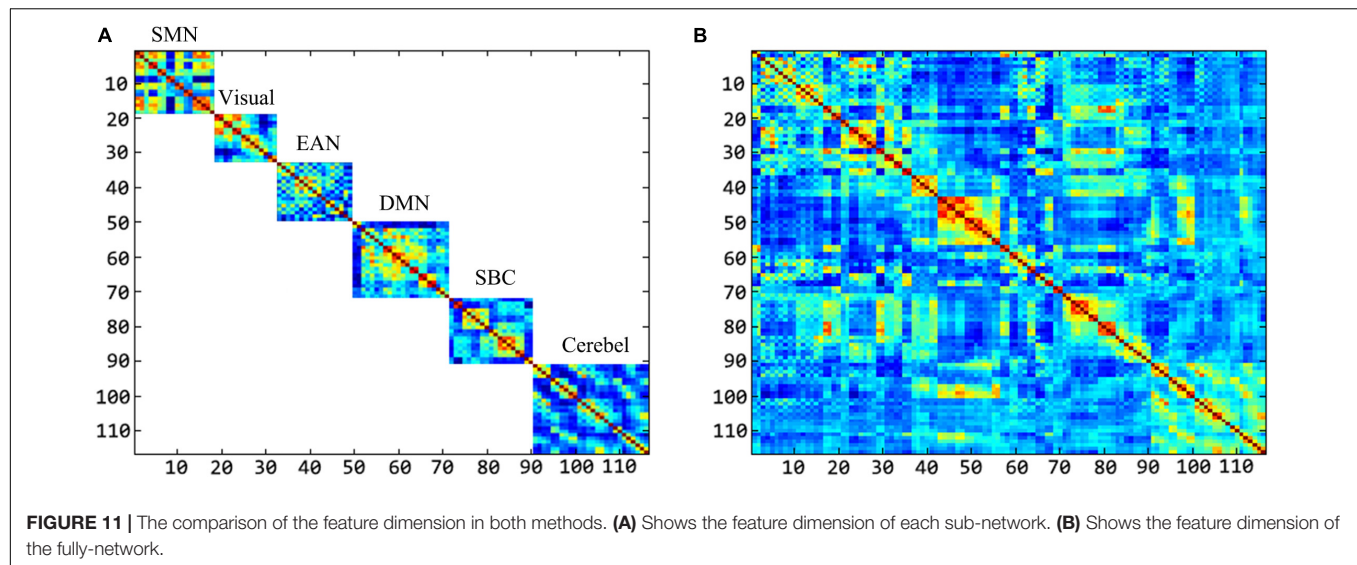 A
B
SMN
Visual
EAN
DMN
SBC
Cerebel
10
20
30
40
50
60
70
80
90
100
110
10 20 30 40 50 60 70 80 90 100 110
10
20
30
40
50
60
70
80
90
100
110
10 20 30 40 50 60 70 80 90 100 110
FIGURE 11 | The comparison of the feature dimension in both methods. (A) Shows the feature dimension of each sub-network. (B) Shows the feature dimension of
the fully-network.